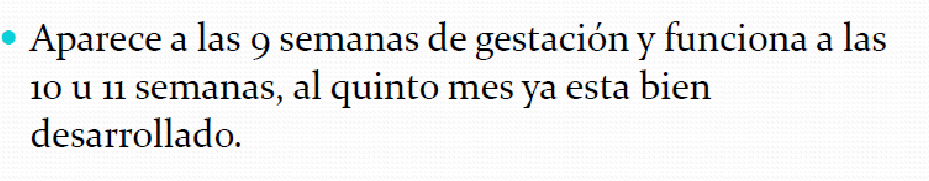 Aparece a las 9 semanas de gestación y funciona a las
10 u 11 semanas, al quinto mes ya esta bien
desarrollado.